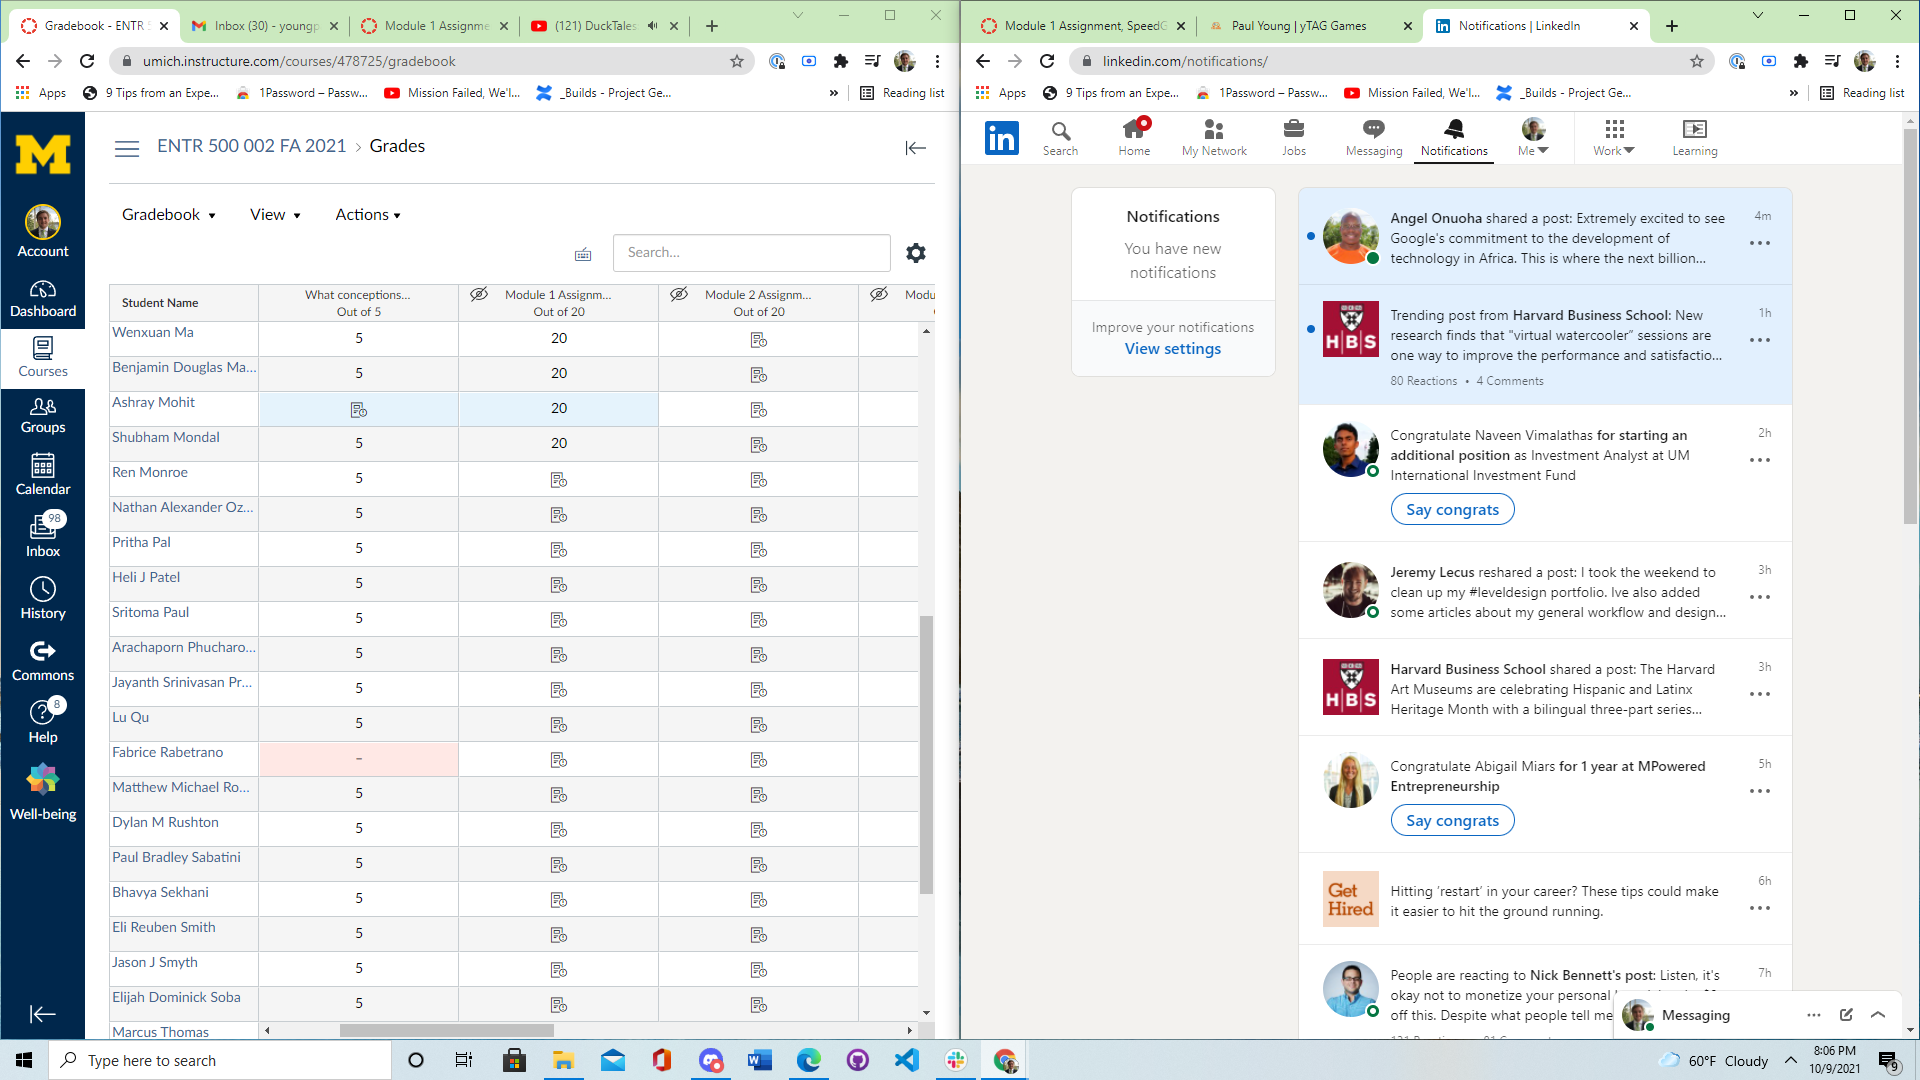 Gradebook - ENTR 5
Inbox (30) - youngp
Module 1 Assignme
(121) DuckTales
umich.instructure.com/courses/478725/gradebook
Apps
9 Tips from an Expe...
1Password – Passw...
Mission Failed, We'l...
_Builds - Project Ge...
»
Reading list
M
Account
Dashboard
Courses
Groups
Calendar
98
Inbox
History
Commons
8
Help
Well-being
ENTR 500 002 FA 2021 › Grades
Gradebook
View
Actions
Search...
Student Name
What conceptions...
Out of 5
Module 1 Assignm...
Out of 20
Module 2 Assignm...
Out of 20
Modu
Wenxuan Ma 5 20
Benjamin Douglas Ma... 5 20
Ashray Mohit 20
Shubham Mondal 5 20
Ren Monroe 5
Nathan Alexander Oz... 5
Pritha Pal 5
Heli J Patel 5
Sritoma Paul 5
Arachaporn Phucharo... 5
Jayanth Srinivasan Pr... 5
Lu Qu 5
Fabrice Rabetrano –
Matthew Michael Ro... 5
Dylan M Rushton 5
Paul Bradley Sabatini 5
Bhavya Sekhani 5
Eli Reuben Smith 5
Jason J Smyth 5
Elijah Dominick Soba 5
Marcus Thomas
Module 1 Assignment, SpeedG
Paul Young | yTAG Games
Notifications | LinkedIn
linkedin.com/notifications/
Apps
9 Tips from an Expe...
1Password – Passw...
Mission Failed, We'l...
_Builds - Project Ge...
»
Reading list
in
Search
Home
My Network
Jobs
Messaging
Notifications
Me
Work
Learning
Notifications
You have new
notifications
Improve your notifications
View settings
Angel Onuoha shared a post: Extremely excited to see
Google's commitment to the development of
technology in Africa. This is where the next billion...
4m
HBS
Trending post from Harvard Business School: New
research finds that "virtual watercooler” sessions are
one way to improve the performance and satisfactio...
80 Reactions • 4 Comments
1h
Congratulate Naveen Vimalathas for starting an
additional position as Investment Analyst at UM
International Investment Fund
2h
Say congrats
Jeremy Lecus reshared a post: I took the weekend to
clean up my #leveldesign portfolio. Ive also added
some articles about my general workflow and design...
3h
HBS
Harvard Business School shared a post: The Harvard
Art Museums are celebrating Hispanic and Latinx
Heritage Month with a bilingual three-part series...
3h
Congratulate Abigail Miars for 1 year at MPowered
Entrepreneurship
5h
Say congrats
Get
Hired
Hitting ‘restart’ in your career? These tips could make
it easier to hit the ground running.
6h
People are reacting to Nick Bennett's post: Listen, it's
okay not to monetize your personal
off this. Despite what people tell me
7h
Messaging
Type here to search
60°F Cloudy
8:06 PM
10/9/2021
9